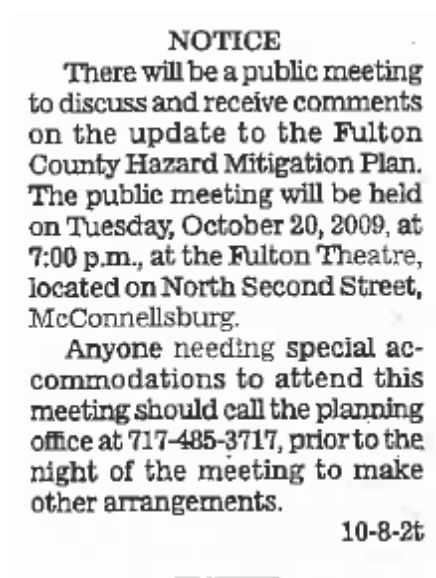 NOTICE
There will be a public meeting
to discuss and receive comments
on the update to the Fulton
County Hazard Mitigation Plan.
The public meeting will be held
on Tuesday, October 20, 2009, at
7:00 p.m., at the Fulton Theatre,
located on North Second Street,
McConnellsburg.
Anyone needing special ac-
commodations to attend this
meeting should call the planning
office at 717-485-3717, prior to the
night of the meeting to make
other arrangements.
10-8-2t